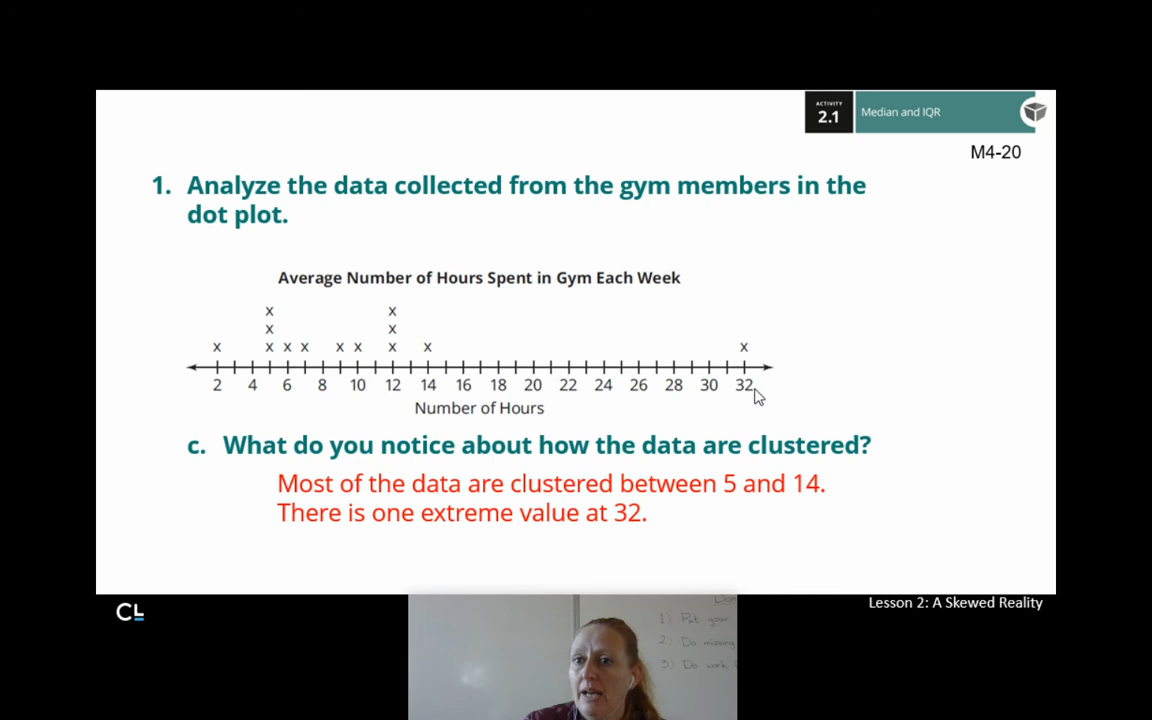 ACTIVITY
2.1
Median and IQR
M4-20
1. Analyze the data collected from the gym members in the
dot plot.
Average Number of Hours Spent in Gym Each Week
x x
x x
x x x x x x x x x
2 4 6 8 10 12 14 16 18 20 22 24 26 28 30 32
Number of Hours
c. What do you notice about how the data are clustered?
Most of the data are clustered between 5 and 14.
There is one extreme value at 32.
CL
Lesson 2: A Skewed Reality
1) Put your
2) Do missing
3) Do work